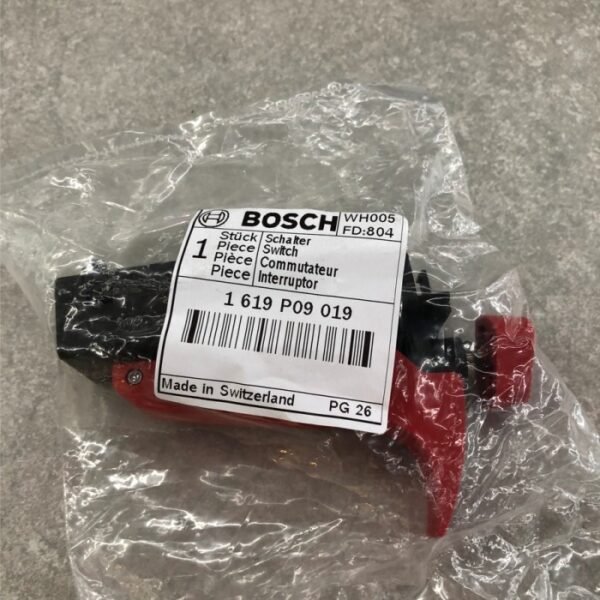 BOSCH
WH005
FD:804
1
Stück Schalter
Piece Switch
Pièce Commutateur
Piece Interruptor
1 619 P09 019
Made in Switzerland PG 26